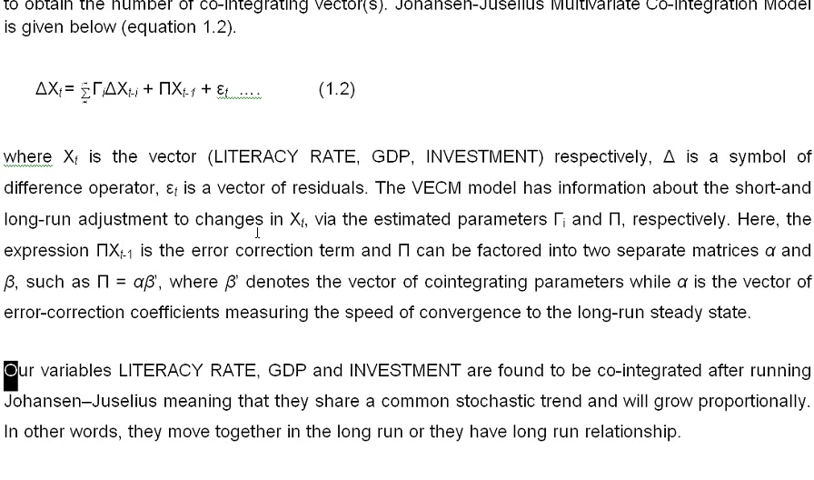 to obtain the number of co-integrating vector(s). Johansen-Juselius Multivariate Co-integration Model
is given below (equation 1.2).
ΔXt = ΣΓiΔXt-i + ΠXt-1 + εt .... (1.2)
where Xt is the vector (LITERACY RATE, GDP, INVESTMENT) respectively, Δ is a symbol of
difference operator, εt is a vector of residuals. The VECM model has information about the short-and
long-run adjustment to changes in Xt, via the estimated parameters Γi and Π, respectively. Here, the
expression ΠXt-1 is the error correction term and Π can be factored into two separate matrices α and
β, such as Π = αβ', where β' denotes the vector of cointegrating parameters while α is the vector of
error-correction coefficients measuring the speed of convergence to the long-run steady state.
Our variables LITERACY RATE, GDP and INVESTMENT are found to be co-integrated after running
Johansen–Juselius meaning that they share a common stochastic trend and will grow proportionally.
In other words, they move together in the long run or they have long run relationship.